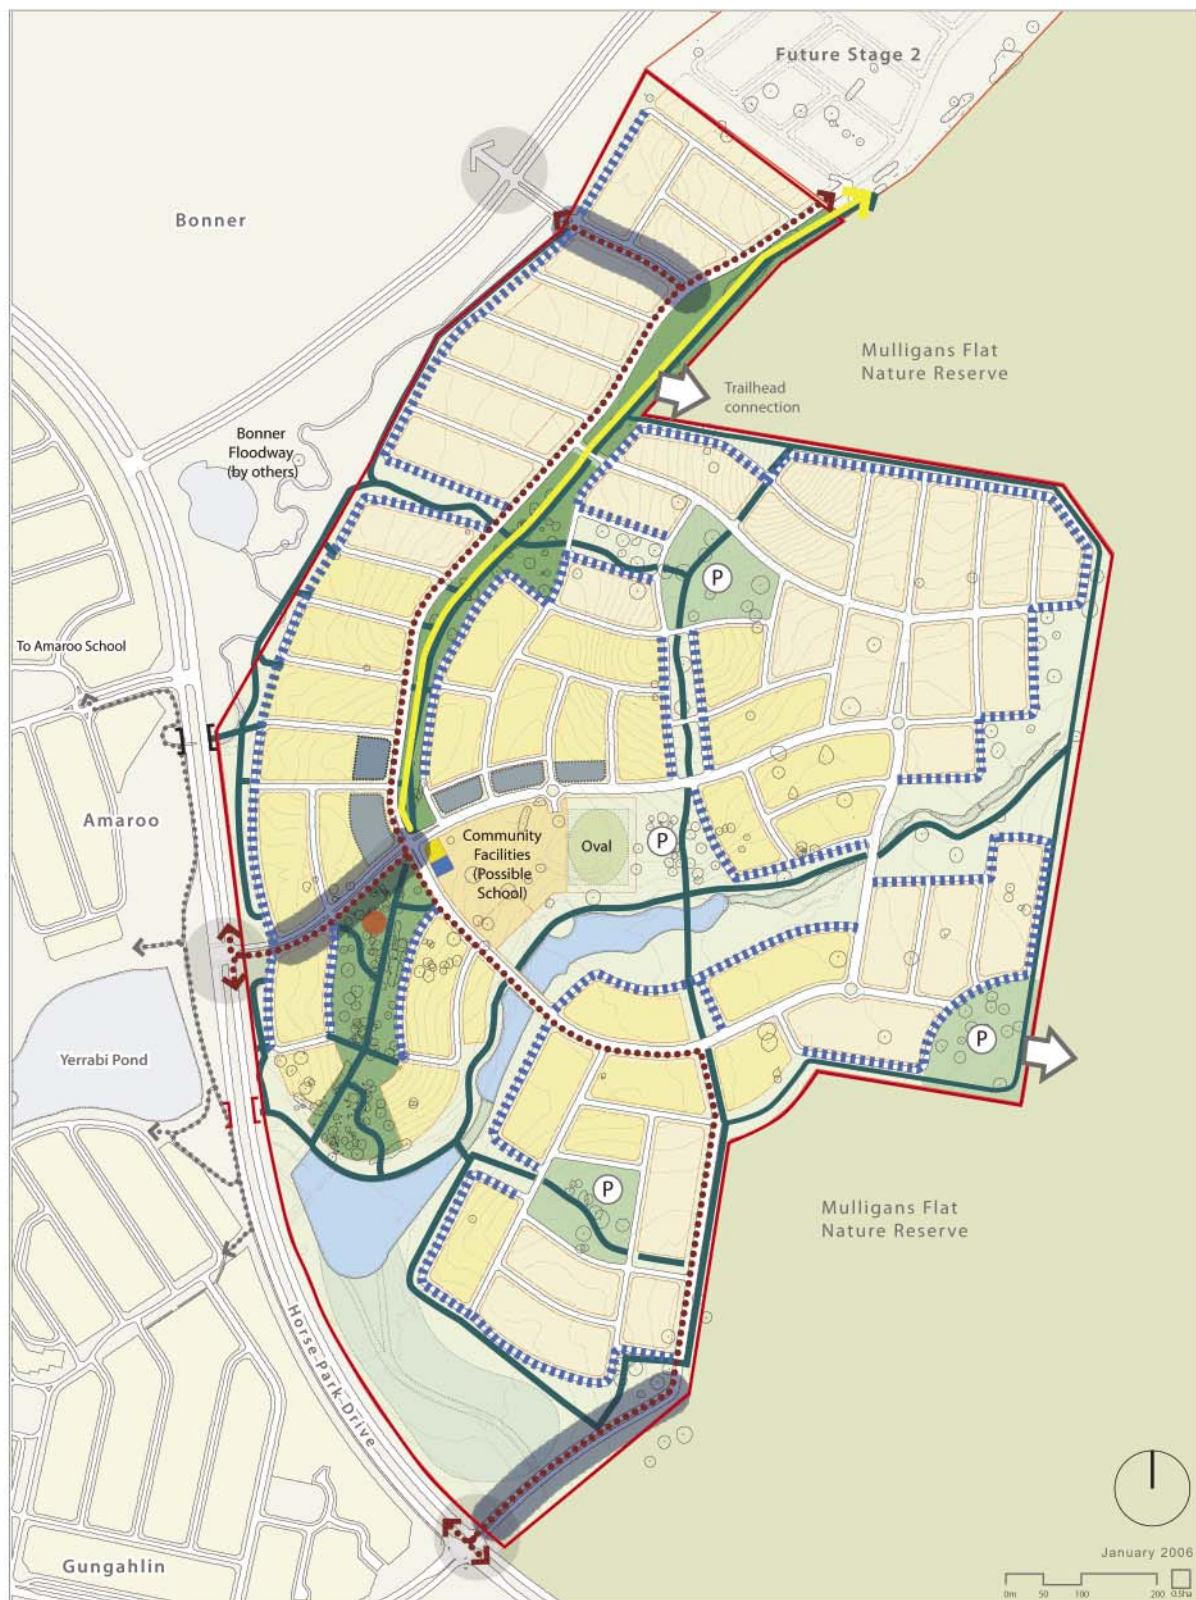 Future Stage 2
Bonner
Mulligans Flat
Nature Reserve
Trailhead
connection
Bonner
Floodway
(by others)
P
To Amaroo School
Amaroo
Community
Facilities
(Possible
School)
Oval
P
Yerrabi Pond
P
P
Mulligans Flat
Nature Reserve
Horse Park Drive
Gungahlin
January 2006
0m 50 100 200 0.5ha